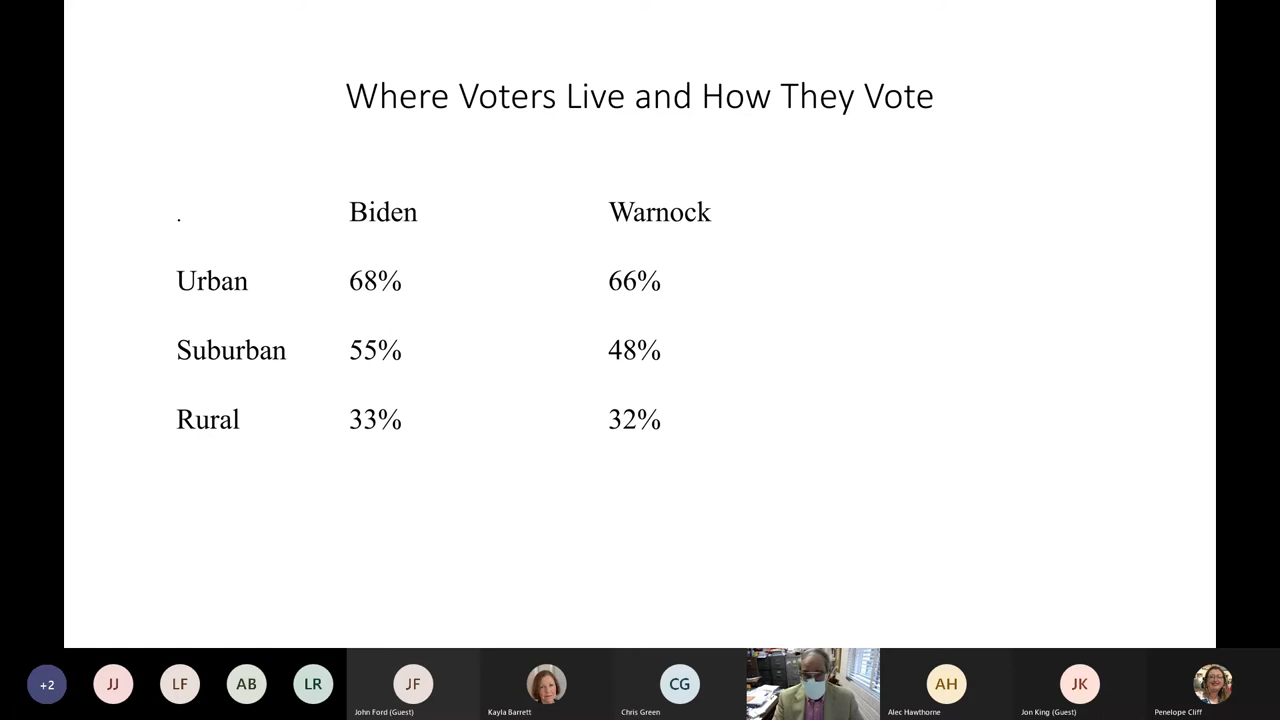 Where Voters Live and How They Vote
. Biden Warnock
Urban 68% 66%
Suburban 55% 48%
Rural 33% 32%
+2 JJ LF AB LR JF CG AH JK
John Ford (Guest) Kayla Barrett Chris Green Alec Hawthorne Jon King (Guest) Penelope Cliff